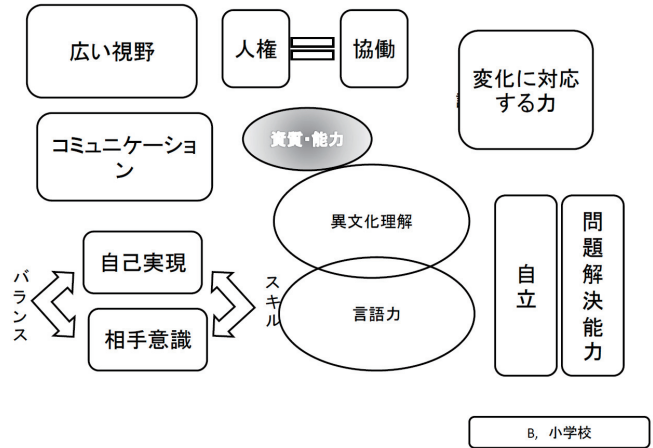 広い視野
人権
協働
変化に対応
する力
コミュニケーショ
ン
資質・能力
異文化理解
自己実現
相手意識
バランス
スキル
言語力
自立
問題解決能力
B, 小学校